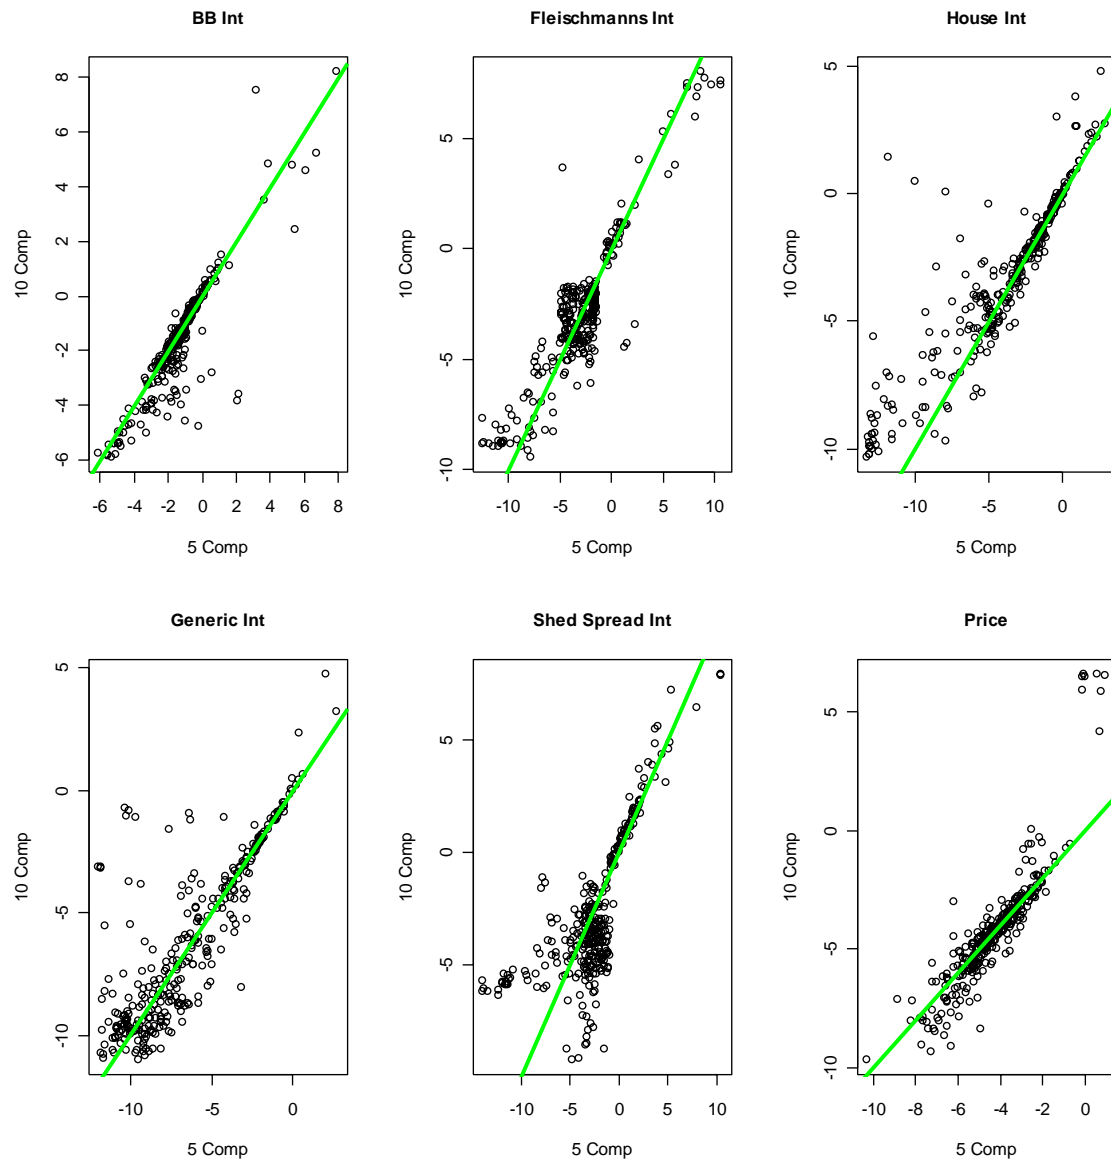 BB Int
Fleischmanns Int
House Int
8
6
4
2
0
-2
-4
-6
10 Comp
-6 -4 -2 0 2 4 6 8
5 Comp
5
0
-5
-10
10 Comp
-10 -5 0 5 10
5 Comp
5
0
-5
-10
10 Comp
-10 -5 0
5 Comp
Generic Int
Shed Spread Int
Price
5
0
-5
-10
10 Comp
-10 -5 0
5 Comp
5
0
-5
10 Comp
-10 -5 0 5 10
5 Comp
5
0
-5
-10
10 Comp
-10 -8 -6 -4 -2 0
5 Comp